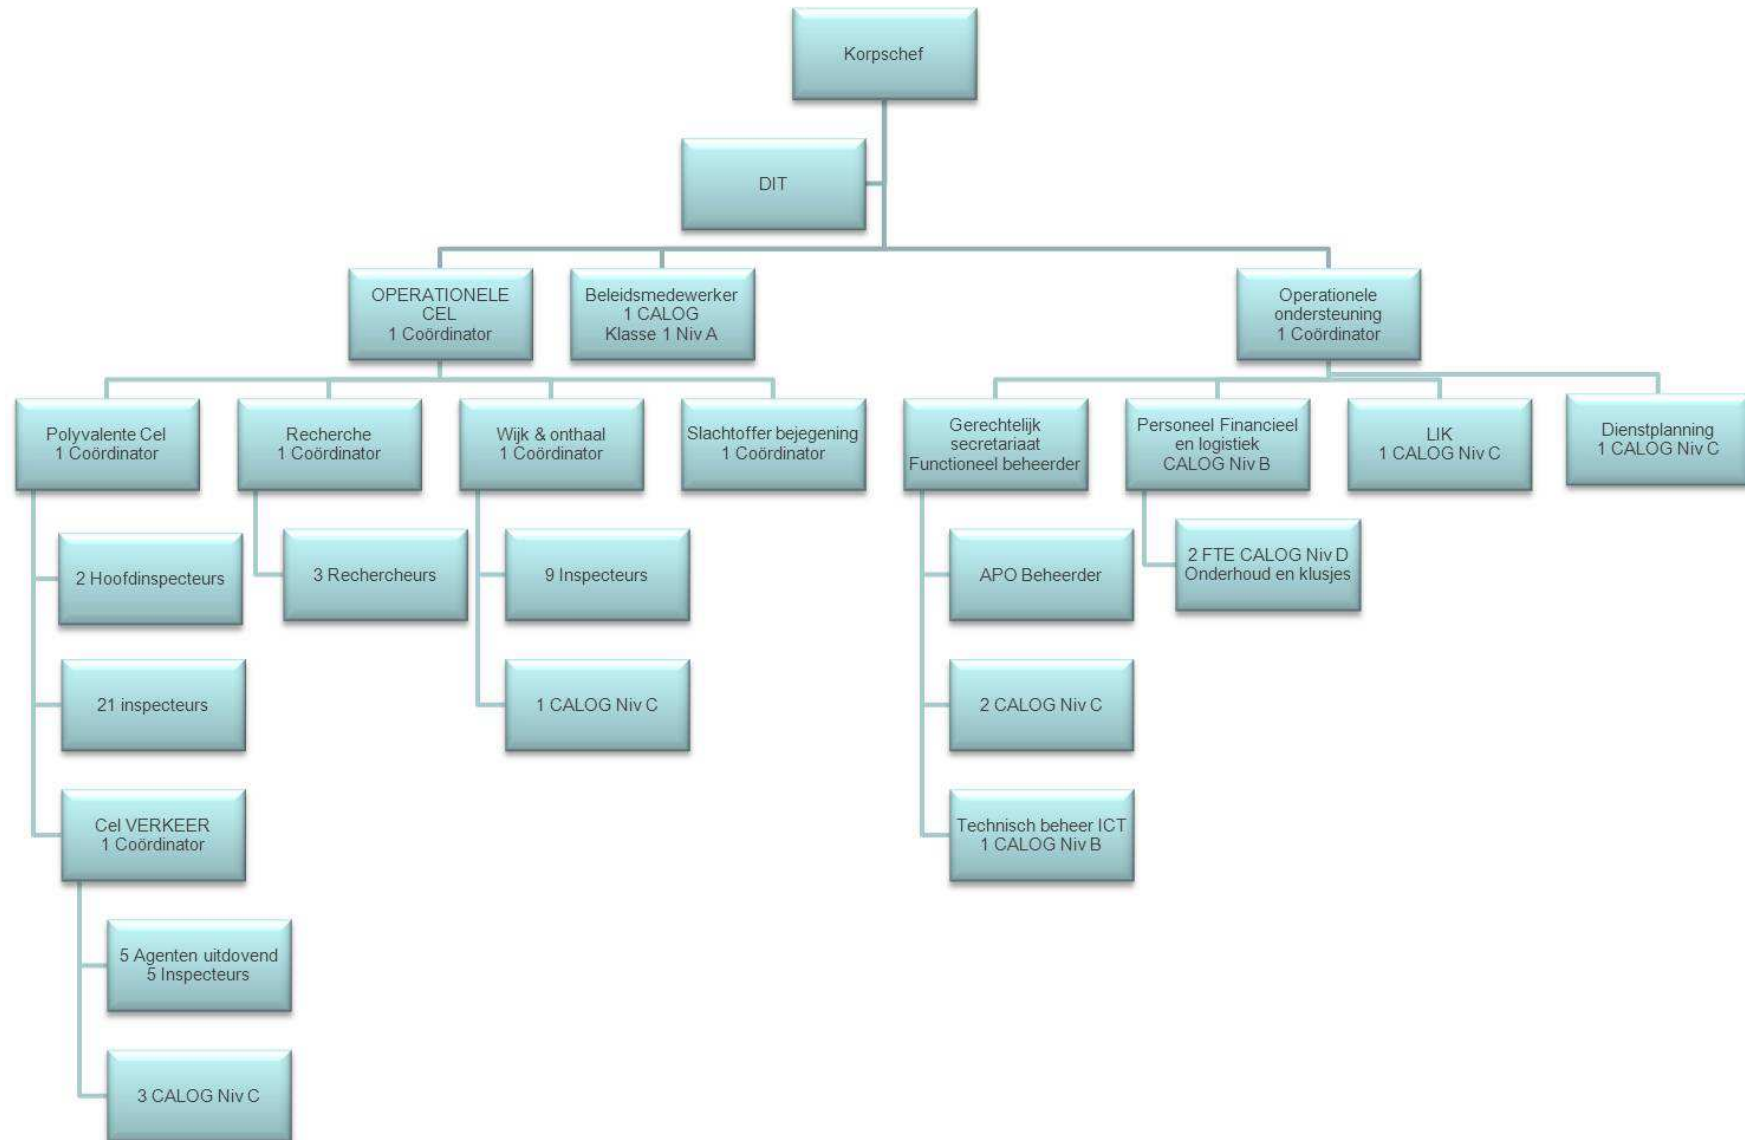 Korpschef
DIT
OPERATIONELE
CEL
1 Coördinator
Beleidsmedewerker
1 CALOG
Klasse 1 Niv A
Operationele
ondersteuning
1 Coördinator
Polyvalente Cel
1 Coördinator
Recherche
1 Coördinator
Wijk & onthaal
1 Coördinator
Slachtoffer bejegening
1 Coördinator
Gerechtelijk
secretariaat
Functioneel beheerder
Personeel Financieel
en logistiek
CALOG Niv B
LIK
1 CALOG Niv C
Dienstplanning
1 CALOG Niv C
2 Hoofdinspecteurs
3 Rechercheurs
9 Inspecteurs
APO Beheerder
2 FTE CALOG Niv D
Onderhoud en klusjes
21 inspecteurs
1 CALOG Niv C
2 CALOG Niv C
Cel VERKEER
1 Coördinator
Technisch beheer ICT
1 CALOG Niv B
5 Agenten uitdovend
5 Inspecteurs
3 CALOG Niv C